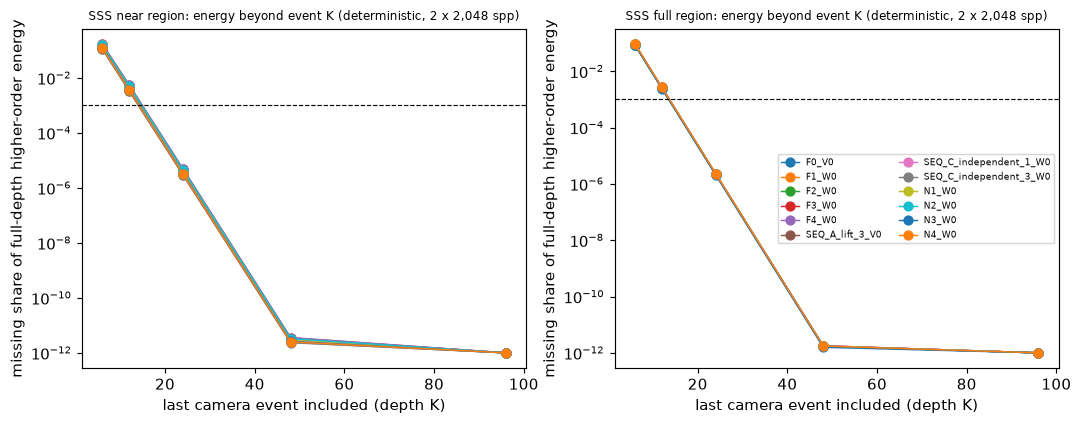 SSS near region: energy beyond event K (deterministic, 2 x 2,048 spp)
missing share of full-depth higher-order energy
10⁻²
10⁻⁴
10⁻⁶
10⁻⁸
10⁻¹⁰
10⁻¹²
20
40
60
80
100
last camera event included (depth K)
SSS full region: energy beyond event K (deterministic, 2 x 2,048 spp)
missing share of full-depth higher-order energy
10⁻²
10⁻⁴
10⁻⁶
10⁻⁸
10⁻¹⁰
10⁻¹²
F0_V0
F1_W0
F2_W0
F3_W0
F4_W0
SEQ_A_lift_3_V0
SEQ_C_independent_1_W0
SEQ_C_independent_3_W0
N1_W0
N2_W0
N3_W0
N4_W0
20
40
60
80
100
last camera event included (depth K)